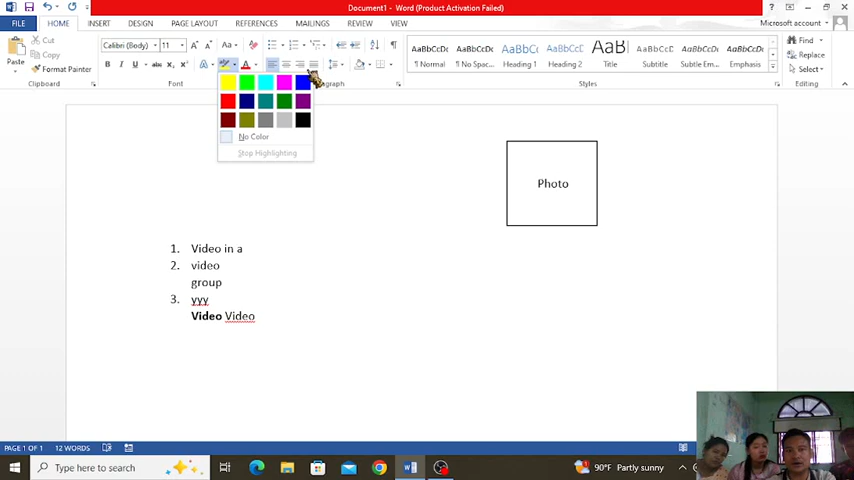 Document1 - Word (Product Activation Failed)
FILE HOME INSERT DESIGN PAGE LAYOUT REFERENCES MAILINGS REVIEW VIEW Microsoft account
Cut
Copy
Format Painter
Paste
Clipboard
Calibri (Body) 11
Font
AaBbCcDc AaBbCcDc AaBbCc AaBbCcC AaBl AaBbCcC AaBbCcDc AaBbCcDc
¶ Normal ¶ No Spac... Heading 1 Heading 2 Title Subtitle Subtle Em... Emphasis
Styles
Find
Replace
Select
Editing
No Color
Stop Highlighting
Photo
1. Video in a
2. video
group
3. yyy
Video Video
PAGE 1 OF 1 12 WORDS
Type here to search
90°F Partly sunny